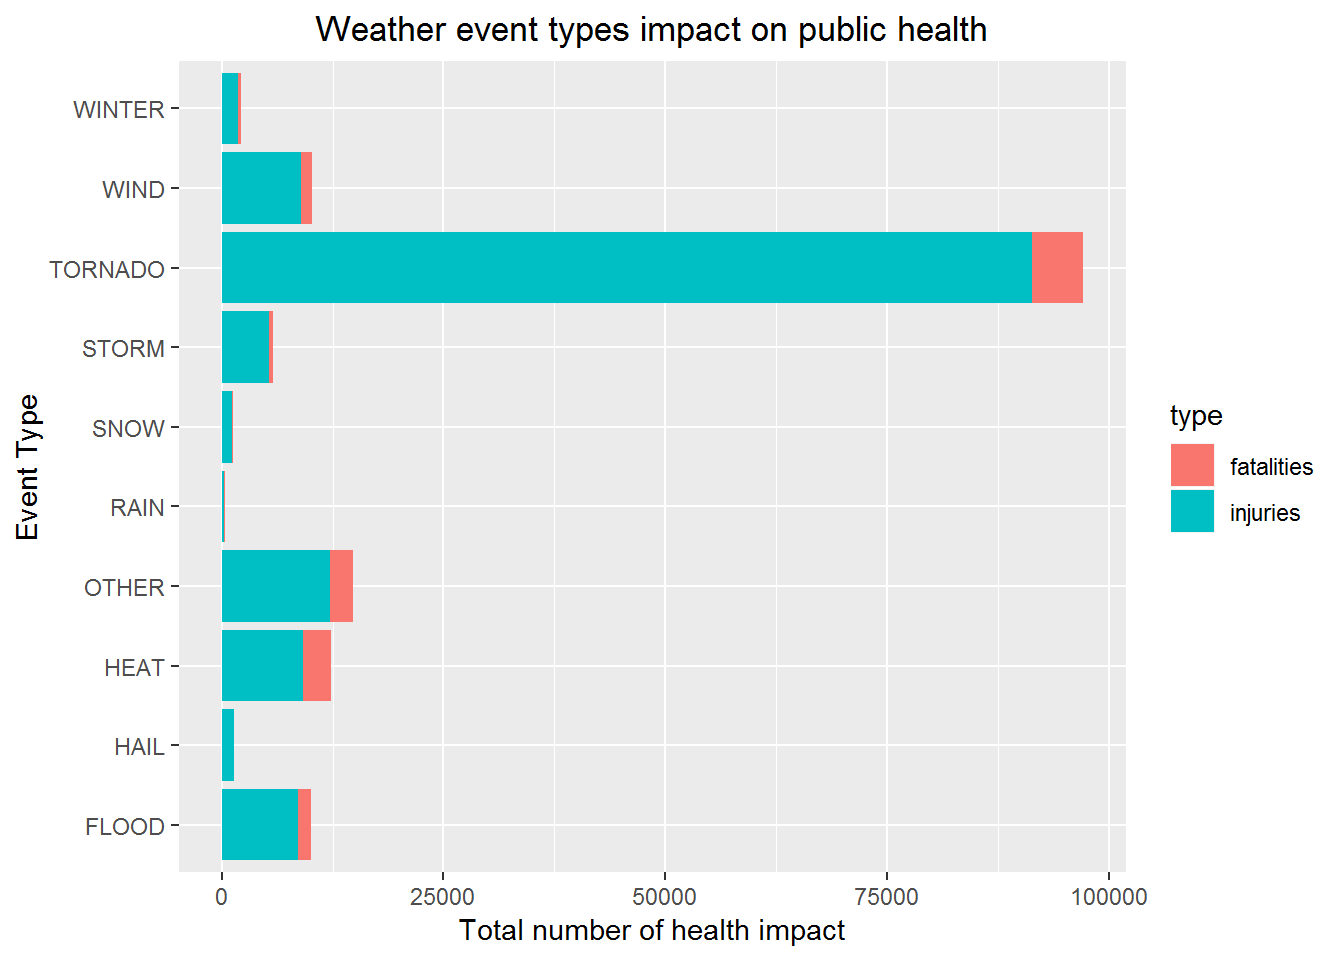 Weather event types impact on public health
WINTER
WIND
TORNADO
STORM
SNOW
RAIN
OTHER
HEAT
HAIL
FLOOD
Event Type
0 25000 50000 75000 100000
Total number of health impact
type
fatalities
injuries